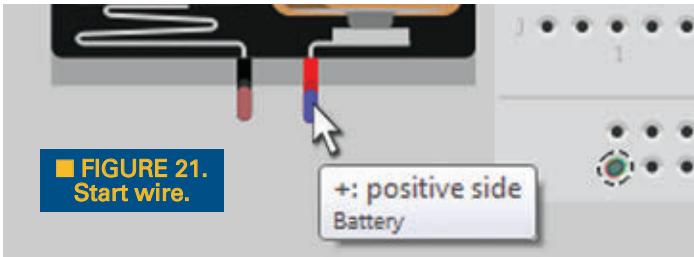 J
1
■ FIGURE 21.
Start wire.
+: positive side
Battery